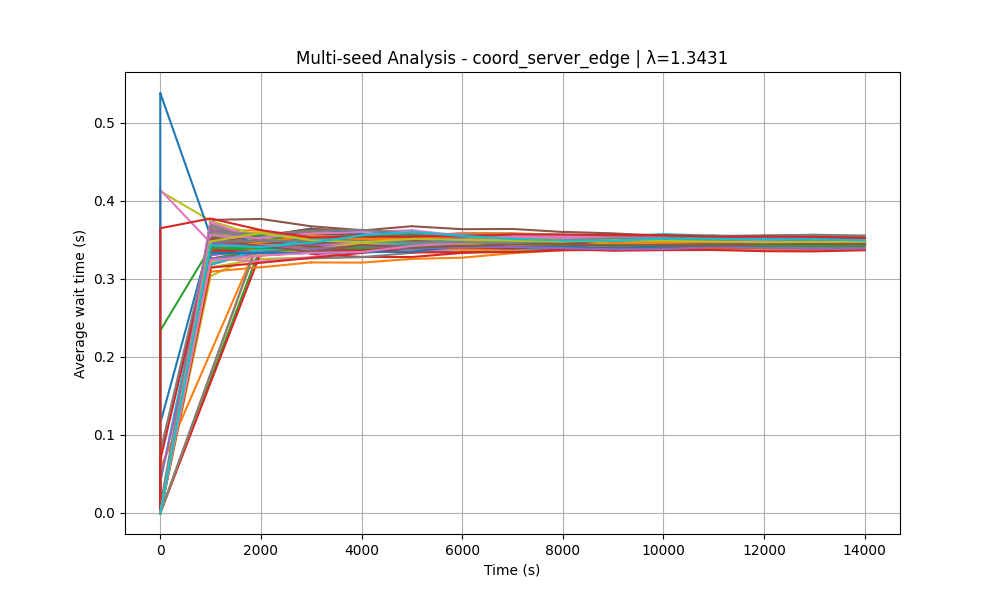 Multi-seed Analysis - coord_server_edge | λ=1.3431
Average wait time (s)
0.5
0.4
0.3
0.2
0.1
0.0
0 2000 4000 6000 8000 10000 12000 14000
Time (s)